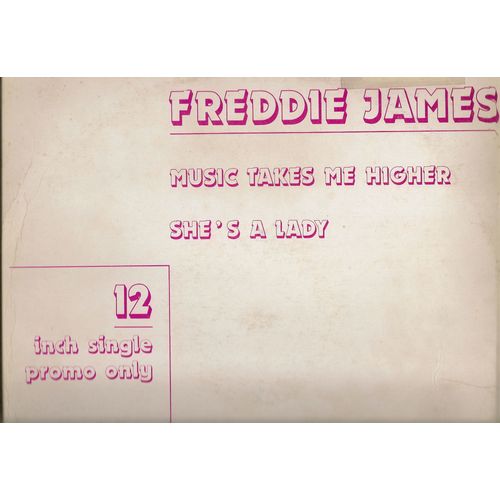 FREDDIE JAMES
MUSIC TAKES ME HIGHER
SHE'S A LADY
12
inch single
promo only